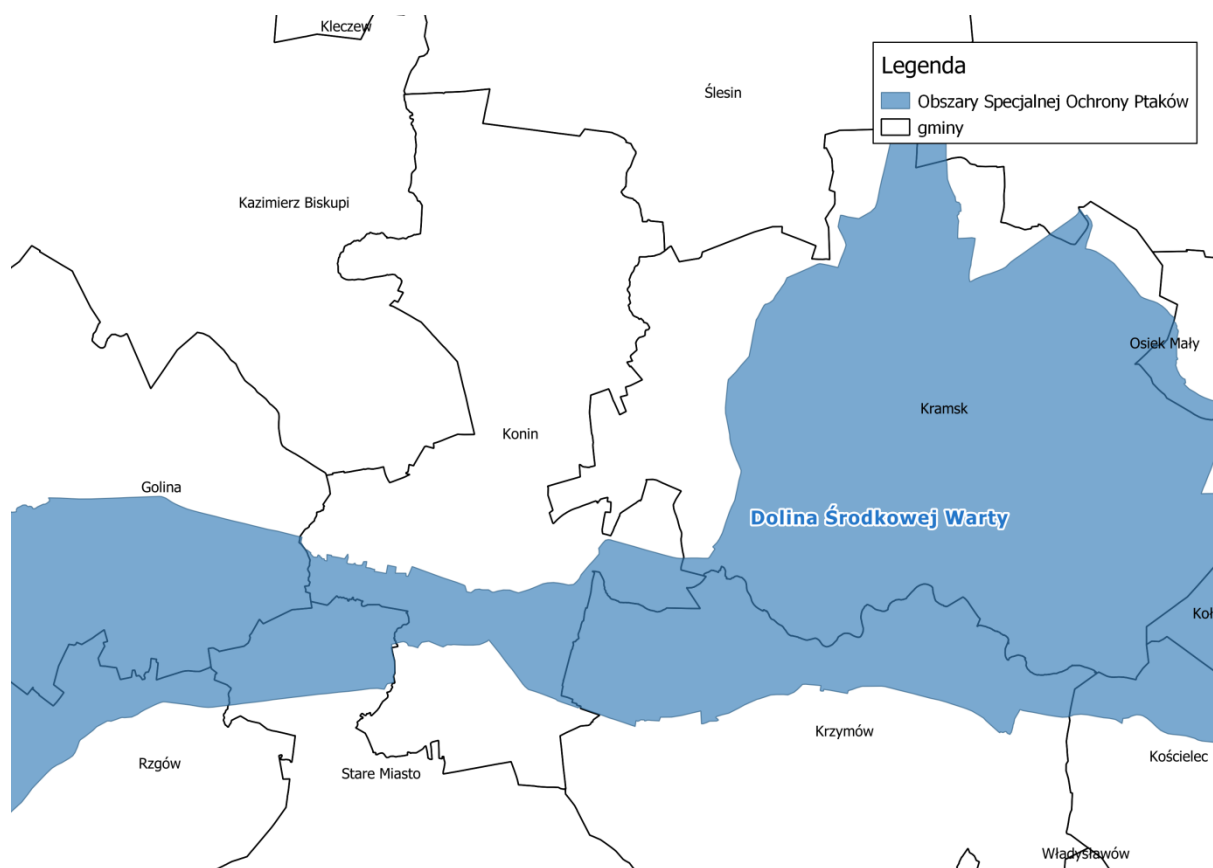 Kleczew
Legenda
Obszary Specjalnej Ochrony Ptaków
gminy
Ślesin
Kazimierz Biskupi
Osiek Mały
Kramsk
Konin
Golina
Dolina Środkowej Warty
Koł
Krzymów
Kościelec
Rzgów
Stare Miasto
Władysławów